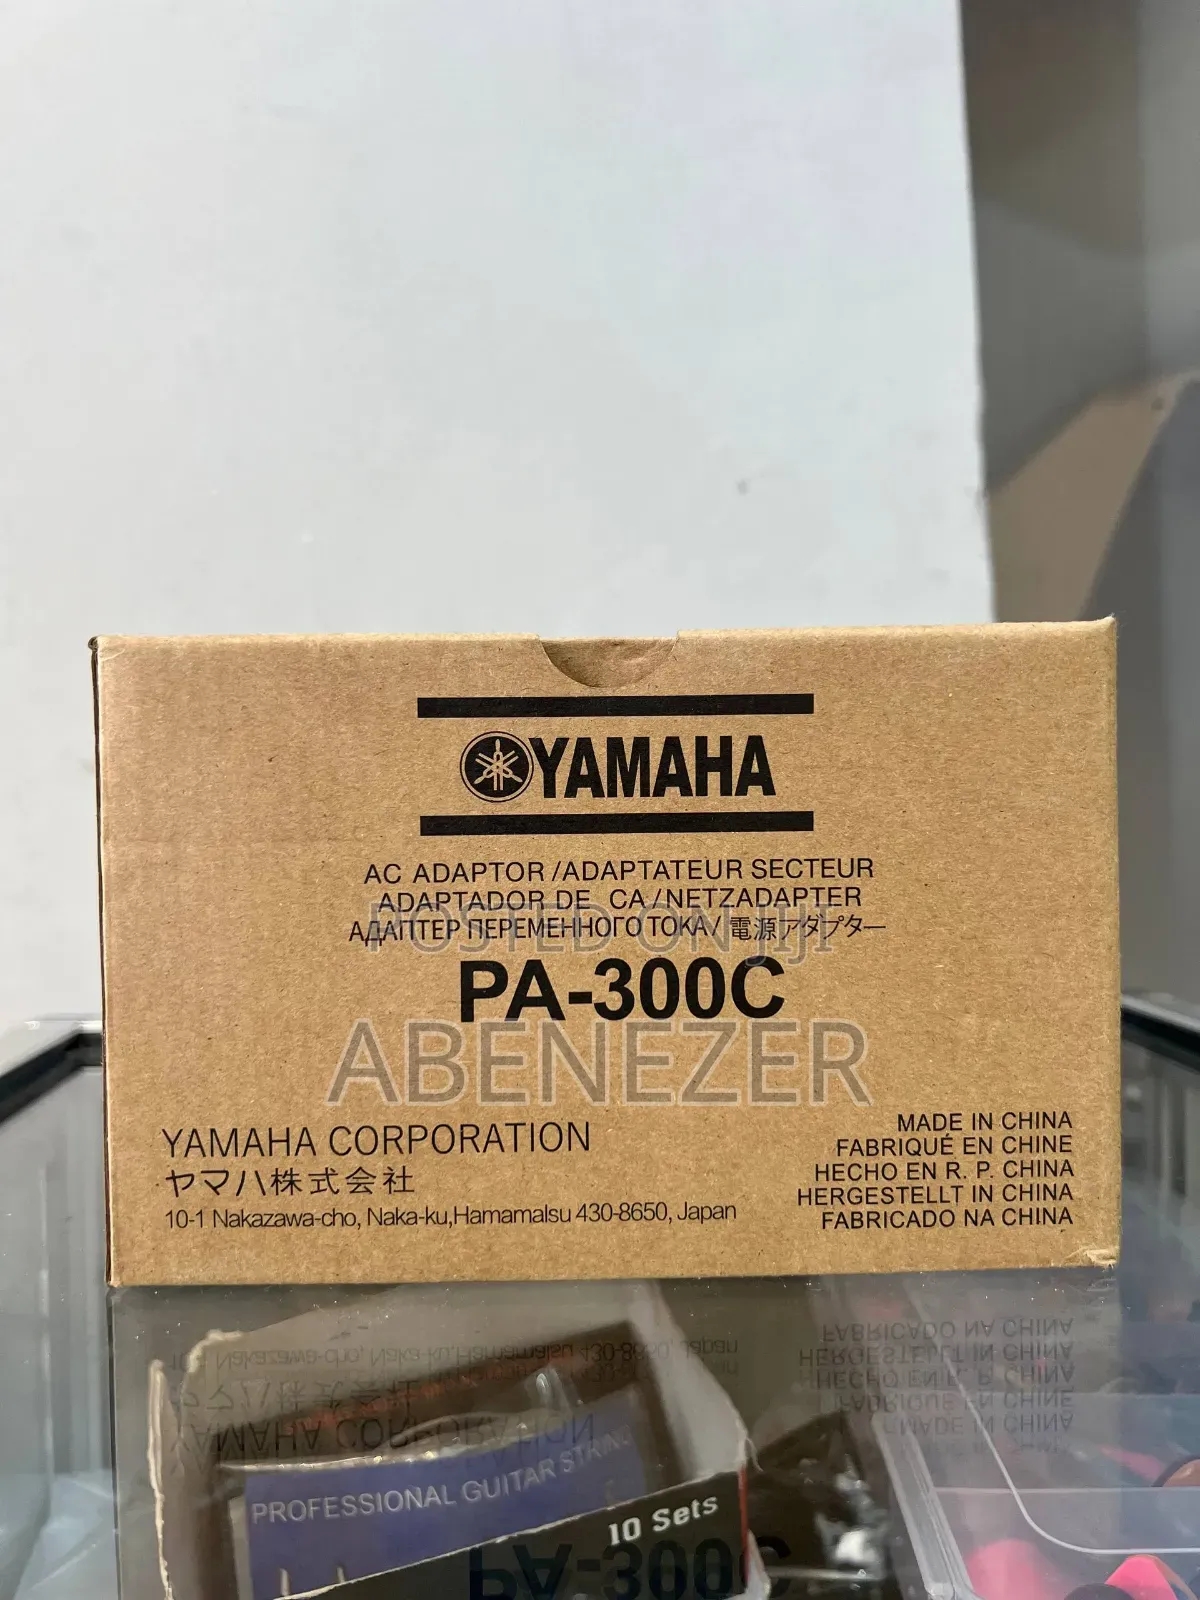 YAMAHA
AC ADAPTOR /ADAPTATEUR SECTEUR
ADAPTADOR DE CA/NETZADAPTER
АДАПТЕР ПЕРЕМЕННОГО ТОКА/ 電源アダプター
POSTED ON JIJI
PA-300C
ABENEZER
YAMAHA CORPORATION
ヤマハ株式会社
10-1 Nakazawa-cho, Naka-ku,Hamamalsu 430-8650, Japan
MADE IN CHINA
FABRIQUÉ EN CHINE
HECHO EN R. P. CHINA
HERGESTELLT IN CHINA
FABRICADO NA CHINA
PROFESSIONAL GUITAR STRING
10 Sets